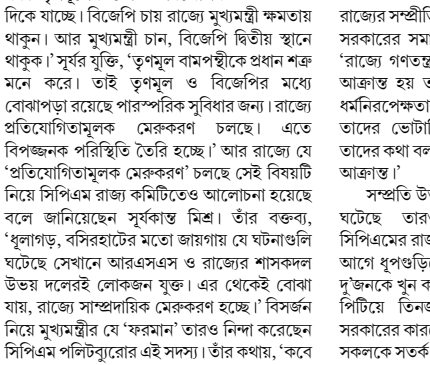 দিকে যাচ্ছে। বিজেপি চায় রাজ্যে মুখ্যমন্ত্রী ক্ষমতায়
থাকুন। আর মুখ্যমন্ত্রী চান, বিজেপি দ্বিতীয় স্থানে
থাকুক।' সূর্যর যুক্তি, 'তৃণমূল বামপন্থীকে প্রধান শত্রু
মনে করে। তাই তৃণমূল ও বিজেপির মধ্যে
বোঝাপড়া রয়েছে পারস্পরিক সুবিধার জন্য। রাজ্যে
প্রতিযোগিতামূলক মেরুকরণ চলছে। এতে
বিপজ্জনক পরিস্থিতি তৈরি হচ্ছে।' আর রাজ্যে যে
'প্রতিযোগিতামূলক মেরুকরণ' চলছে সেই বিষয়টি
নিয়ে সিপিএম রাজ্য কমিটিতেও আলোচনা হয়েছে
বলে জানিয়েছেন সূর্যকান্ত মিশ্র। তাঁর বক্তব্য,
'ধূলাগড়, বসিরহাটের মতো জায়গায় যে ঘটনাগুলি
ঘটেছে সেখানে আরএসএস ও রাজ্যের শাসকদল
উভয় দলেরই লোকজন যুক্ত। এর থেকেই বোঝা
যায়, রাজ্যে সাম্প্রদায়িক মেরুকরণ হচ্ছে।' বিসর্জন
নিয়ে মুখ্যমন্ত্রীর যে 'ফরমান' তারও নিন্দা করেছেন
সিপিএম পলিটব্যুরোর এই সদস্য। তাঁর কথায়, 'কবে
রাজ্যের সম্প্রীতি
সরকারের সমা
'রাজ্যে গণতন্ত্র
আক্রান্ত হয় ত
ধর্মনিরপেক্ষতা
তাদের ভোটাধি
তাদের কথা বল
আক্রান্ত।'
সম্প্রতি উত্ত
ঘটেছে তারও
সিপিএমের রাজ
আগে ধূপগুড়িতে
দু'জনকে খুন ক
পিটিয়ে তিনজ
সরকারের কারে
সকলকে সতর্ক